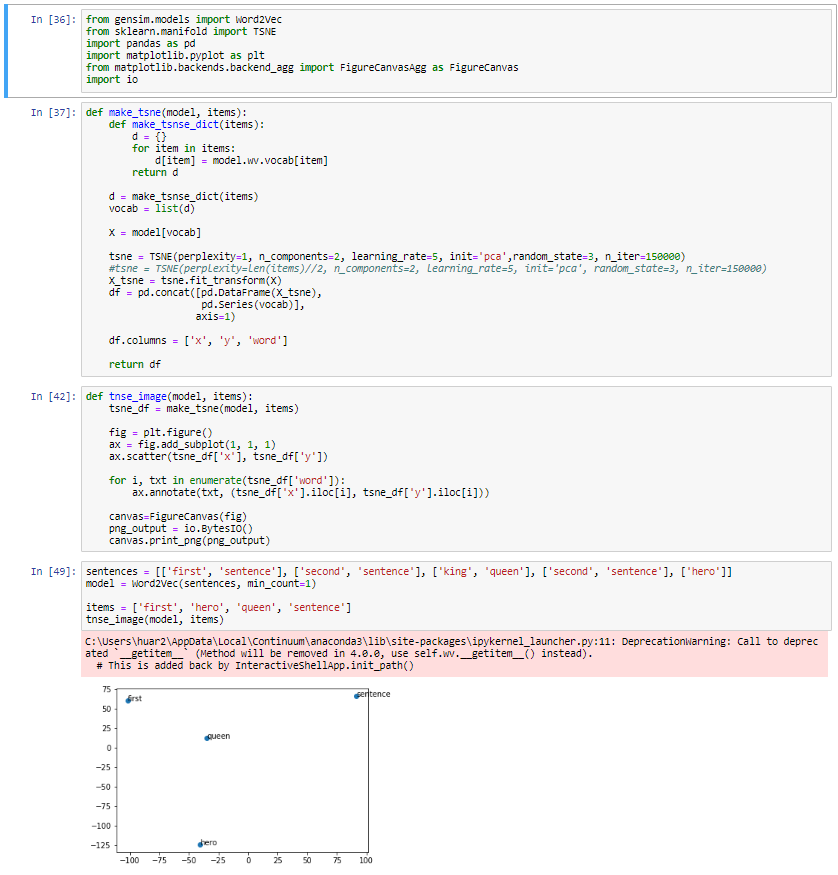 In [36]: from gensim.models import Word2Vec
from sklearn.manifold import TSNE
import pandas as pd
import matplotlib.pyplot as plt
from matplotlib.backends.backend_agg import FigureCanvasAgg as FigureCanvas
import io
In [37]: def make_tsne(model, items):
    def make_tsnse_dict(items):
        d = {}
        for item in items:
            d[item] = model.wv.vocab[item]
        return d
    d = make_tsnse_dict(items)
    vocab = list(d)
    X = model[vocab]
    tsne = TSNE(perplexity=1, n_components=2, learning_rate=5, init='pca',random_state=3, n_iter=150000)
    #tsne = TSNE(perplexity=len(items)//2, n_components=2, learning_rate=5, init='pca', random_state=3, n_iter=150000)
    X_tsne = tsne.fit_transform(X)
    df = pd.concat([pd.DataFrame(X_tsne),
                    pd.Series(vocab)],
                   axis=1)
    df.columns = ['x', 'y', 'word']
    return df
In [42]: def tnse_image(model, items):
    tsne_df = make_tsne(model, items)
    fig = plt.figure()
    ax = fig.add_subplot(1, 1, 1)
    ax.scatter(tsne_df['x'], tsne_df['y'])
    for i, txt in enumerate(tsne_df['word']):
        ax.annotate(txt, (tsne_df['x'].iloc[i], tsne_df['y'].iloc[i]))
    canvas=FigureCanvas(fig)
    png_output = io.BytesIO()
    canvas.print_png(png_output)
In [49]: sentences = [['first', 'sentence'], ['second', 'sentence'], ['king', 'queen'], ['second', 'sentence'], ['hero']]
model = Word2Vec(sentences, min_count=1)
items = ['first', 'hero', 'queen', 'sentence']
tnse_image(model, items)
C:\Users\huar2\AppData\Local\Continuum\anaconda3\lib\site-packages\ipykernel_launcher.py:11: DeprecationWarning: Call to deprec
ated `__getitem__` (Method will be removed in 4.0.0, use self.wv.__getitem__() instead).
  # This is added back by InteractiveShellApp.init_path()
75
first
sentence
50
25
queen
0
−25
−50
−75
−100
−125
hero
−100 −75 −50 −25 0 25 50 75 100